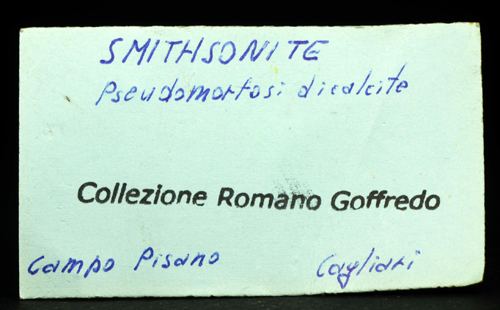 SMITHSONITE
Pseudomorfosi di calcite
Collezione Romano Goffredo
Campo Pisano Cagliari